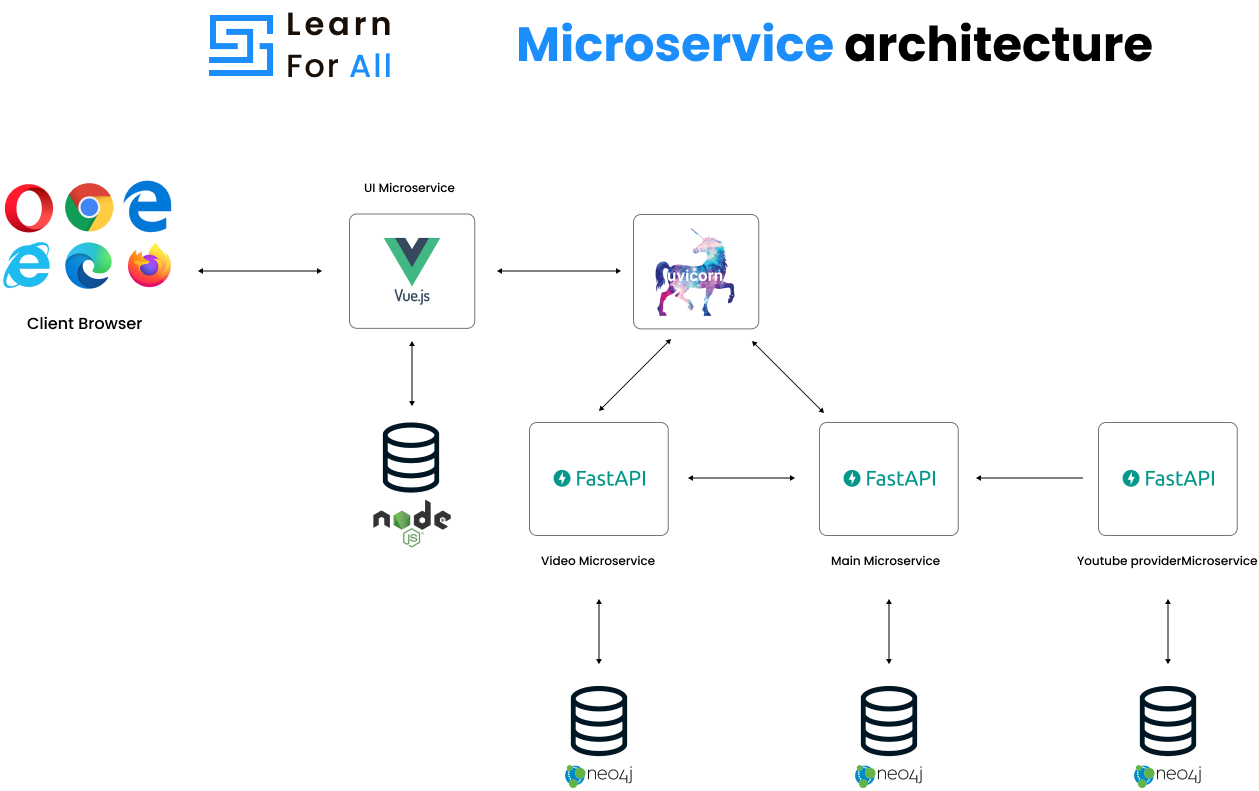 Learn
For All
Microservice architecture
UI Microservice
Vue.js
uvicorn
Client Browser
node
JS
FastAPI
FastAPI
FastAPI
Video Microservice
Main Microservice
Youtube providerMicroservice
neo4j
neo4j
neo4j